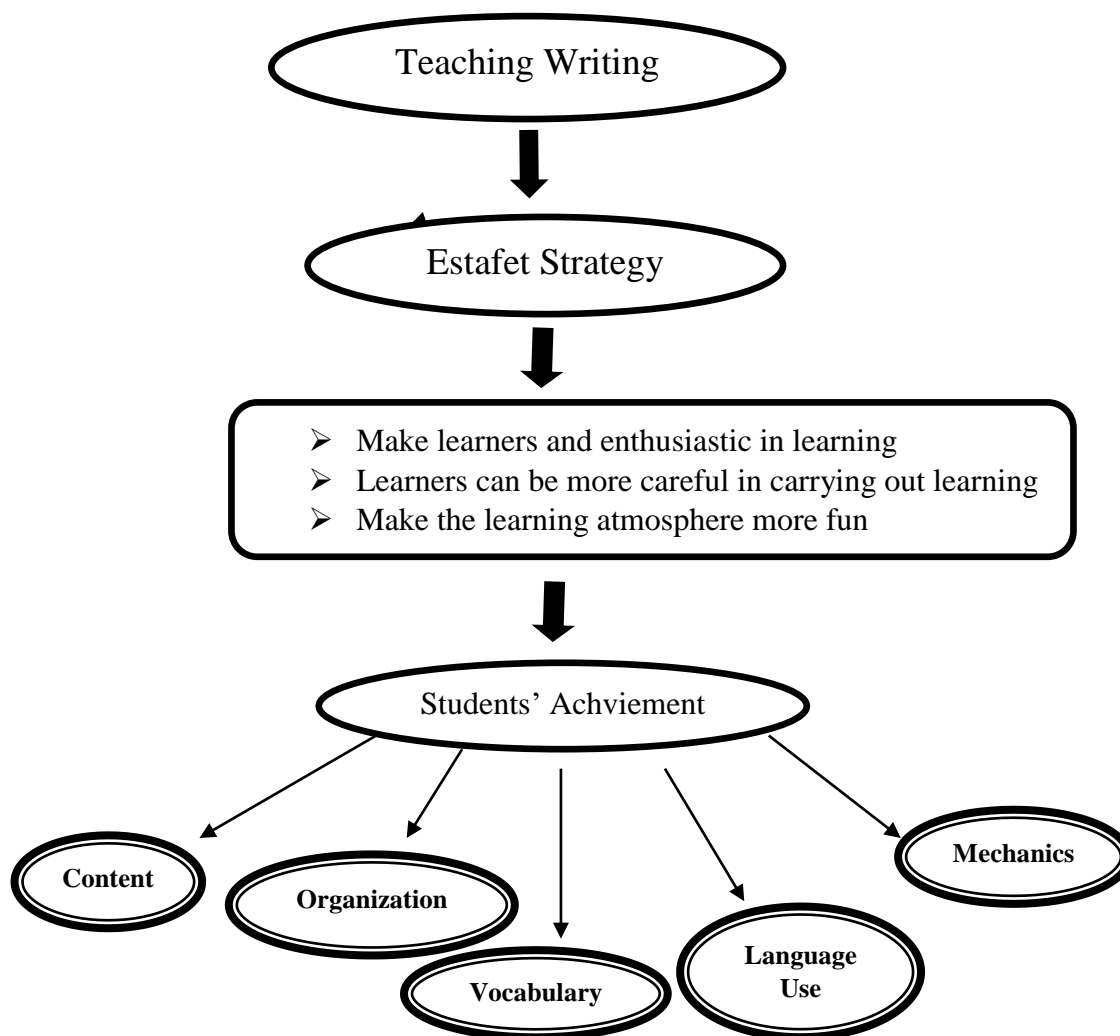 Teaching Writing
Estafet Strategy
➢ Make learners and enthusiastic in learning
➢ Learners can be more careful in carrying out learning
➢ Make the learning atmosphere more fun
Students’ Achviement
Content
Organization
Vocabulary
Language
Use
Mechanics